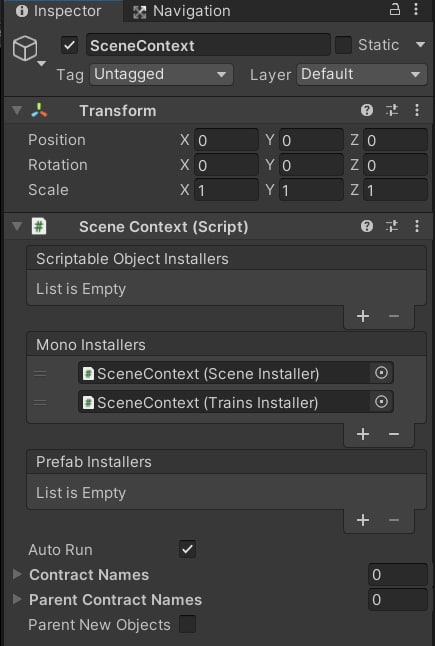 Inspector Navigation
SceneContext Static
Tag Untagged Layer Default
Transform
Position X 0 Y 0 Z 0
Rotation X 0 Y 0 Z 0
Scale X 1 Y 1 Z 1
# Scene Context (Script)
Scriptable Object Installers
List is Empty
+ −
Mono Installers
# SceneContext (Scene Installer)
# SceneContext (Trains Installer)
+ −
Prefab Installers
List is Empty
+ −
Auto Run
Contract Names 0
Parent Contract Names 0
Parent New Objects